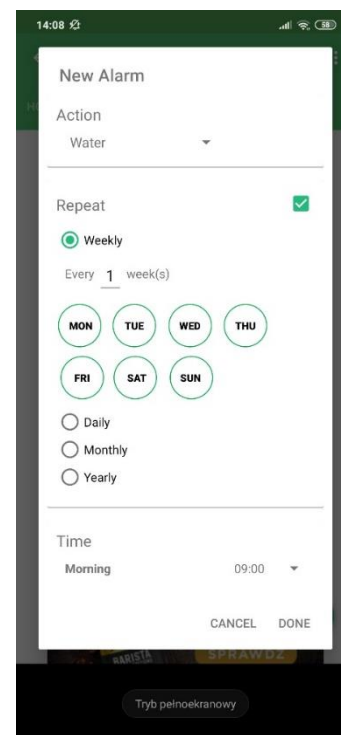 14:08
58
New Alarm
Action
Water
Repeat
Weekly
Every 1 week(s)
MON TUE WED THU
FRI SAT SUN
Daily
Monthly
Yearly
Time
Morning 09:00
CANCEL DONE
BARISTA SPRAWDŹ
Tryb pełnoekranowy